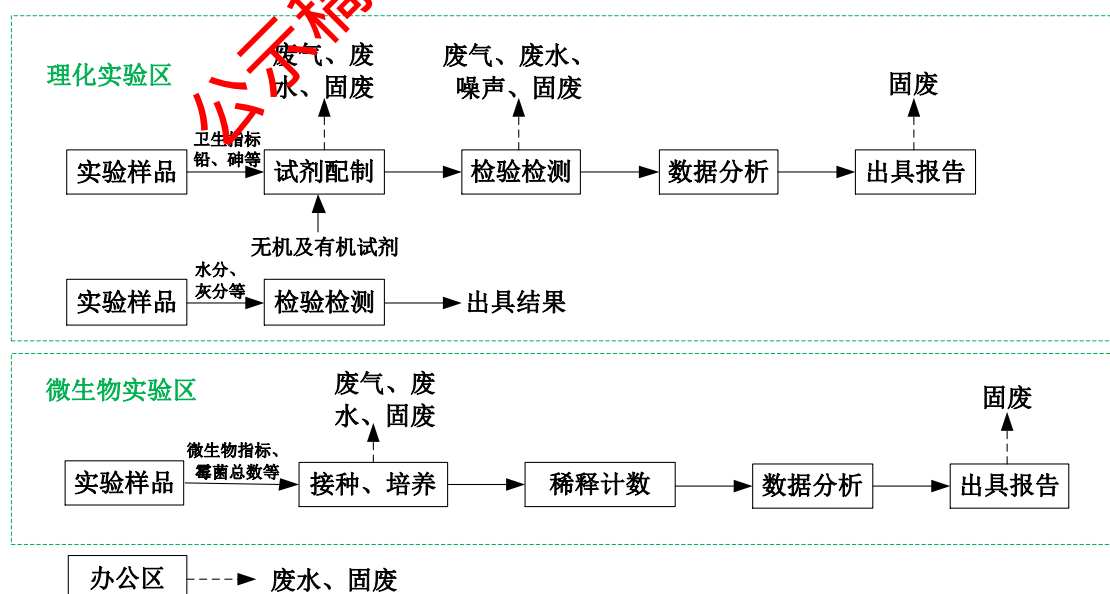 公示稿
理化实验区
废气、废
水、固废
废气、废水、
噪声、固废
固废
实验样品
卫生指标
铅、砷等
试剂配制
检验检测
数据分析
出具报告
无机及有机试剂
实验样品
水分、
灰分等
检验检测
出具结果
微生物实验区
废气、废
水、固废
固废
实验样品
微生物指标、
霉菌总数等
接种、培养
稀释计数
数据分析
出具报告
办公区
废水、固废